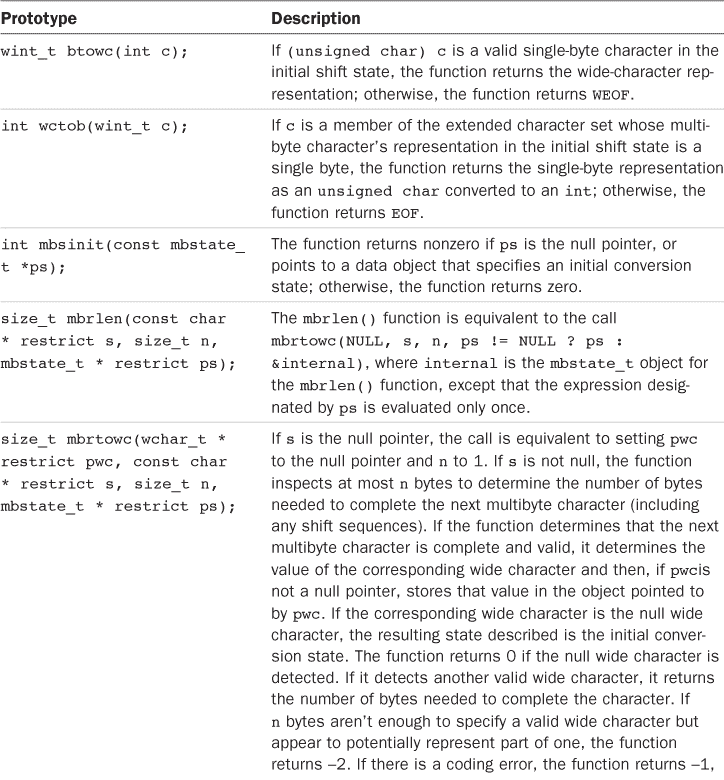 Prototype Description
wint_t btowc(int c); If (unsigned char) c is a valid single-byte character in the
initial shift state, the function returns the wide-character rep-
resentation; otherwise, the function returns WEOF.
int wctob(wint_t c); If c is a member of the extended character set whose multi-
byte character's representation in the initial shift state is a
single byte, the function returns the single-byte representation
as an unsigned char converted to an int; otherwise, the
function returns EOF.
int mbsinit(const mbstate_ The function returns nonzero if ps is the null pointer, or
t *ps); points to a data object that specifies an initial conversion
state; otherwise, the function returns zero.
size_t mbrlen(const char The mbrlen() function is equivalent to the call
* restrict s, size_t n, mbrtowc(NULL, s, n, ps != NULL ? ps :
mbstate_t * restrict ps); &internal), where internal is the mbstate_t object for
the mbrlen() function, except that the expression desig-
nated by ps is evaluated only once.
size_t mbrtowc(wchar_t * If s is the null pointer, the call is equivalent to setting pwc
restrict pwc, const char to the null pointer and n to 1. If s is not null, the function
* restrict s, size_t n, inspects at most n bytes to determine the number of bytes
mbstate_t * restrict ps); needed to complete the next multibyte character (including
any shift sequences). If the function determines that the next
multibyte character is complete and valid, it determines the
value of the corresponding wide character and then, if pwcis
not a null pointer, stores that value in the object pointed to
by pwc. If the corresponding wide character is the null wide
character, the resulting state described is the initial conver-
sion state. The function returns 0 if the null wide character is
detected. If it detects another valid wide character, it returns
the number of bytes needed to complete the character. If
n bytes aren't enough to specify a valid wide character but
appear to potentially represent part of one, the function
returns –2. If there is a coding error, the function returns –1,